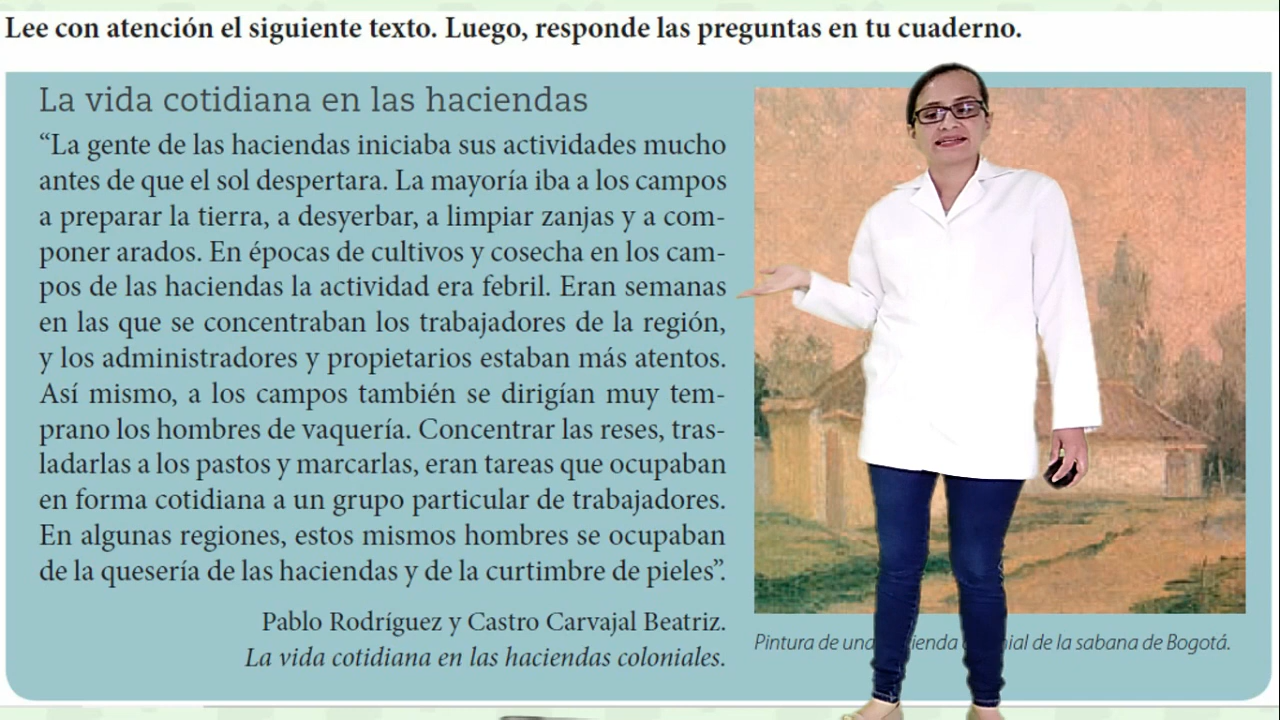 Lee con atención el siguiente texto. Luego, responde las preguntas en tu cuaderno.
La vida cotidiana en las haciendas
“La gente de las haciendas iniciaba sus actividades mucho
antes de que el sol despertara. La mayoría iba a los campos
a preparar la tierra, a desyerbar, a limpiar zanjas y a com-
poner arados. En épocas de cultivos y cosecha en los cam-
pos de las haciendas la actividad era febril. Eran semanas
en las que se concentraban los trabajadores de la región,
y los administradores y propietarios estaban más atentos.
Así mismo, a los campos también se dirigían muy tem-
prano los hombres de vaquería. Concentrar las reses, tras-
ladarlas a los pastos y marcarlas, eran tareas que ocupaban
en forma cotidiana a un grupo particular de trabajadores.
En algunas regiones, estos mismos hombres se ocupaban
de la quesería de las haciendas y de la curtimbre de pieles”.
Pablo Rodríguez y Castro Carvajal Beatriz.
La vida cotidiana en las haciendas coloniales.
Pintura de una de la sabana de Bogotá.